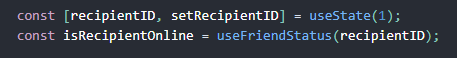 const [recipientID, setRecipientID] = useState(1);
const isRecipientOnline = useFriendStatus(recipientID);